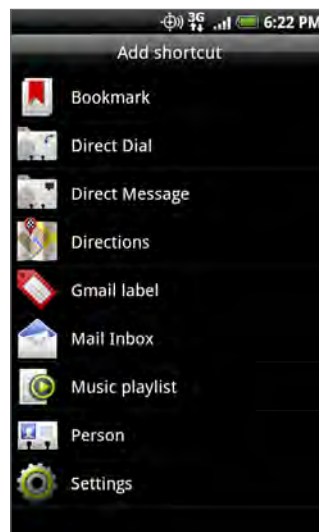 3G 6:22 PM
Add shortcut
Bookmark
Direct Dial
Direct Message
Directions
Gmail label
Mail Inbox
Music playlist
Person
Settings